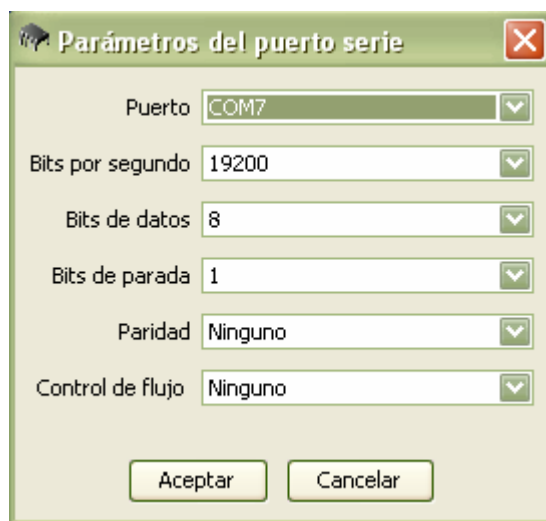 Parámetros del puerto serie
Puerto COM7
Bits por segundo 19200
Bits de datos 8
Bits de parada 1
Paridad Ninguno
Control de flujo Ninguno
Aceptar Cancelar